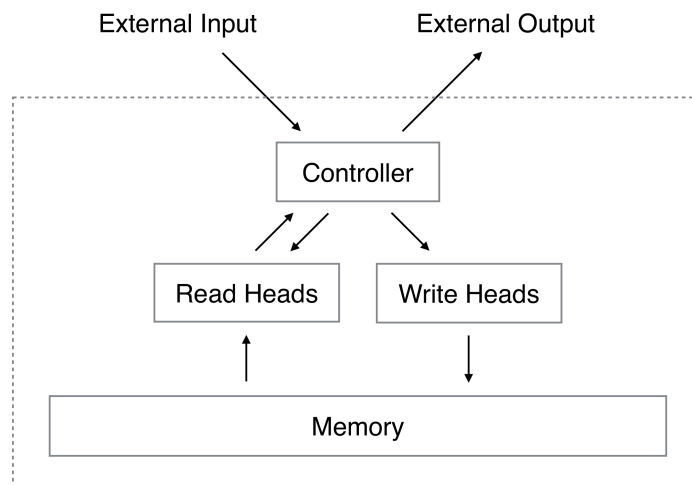 External Input
External Output
Controller
Read Heads
Write Heads
Memory